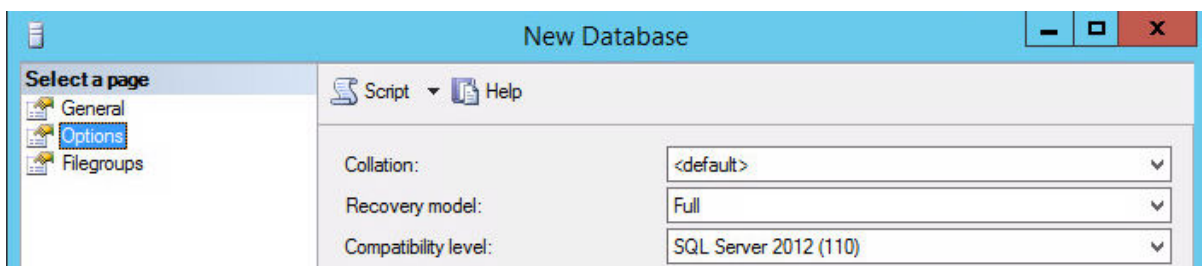 New Database
Select a page
General
Options
Filegroups
Script Help
Collation: <default>
Recovery model: Full
Compatibility level: SQL Server 2012 (110)